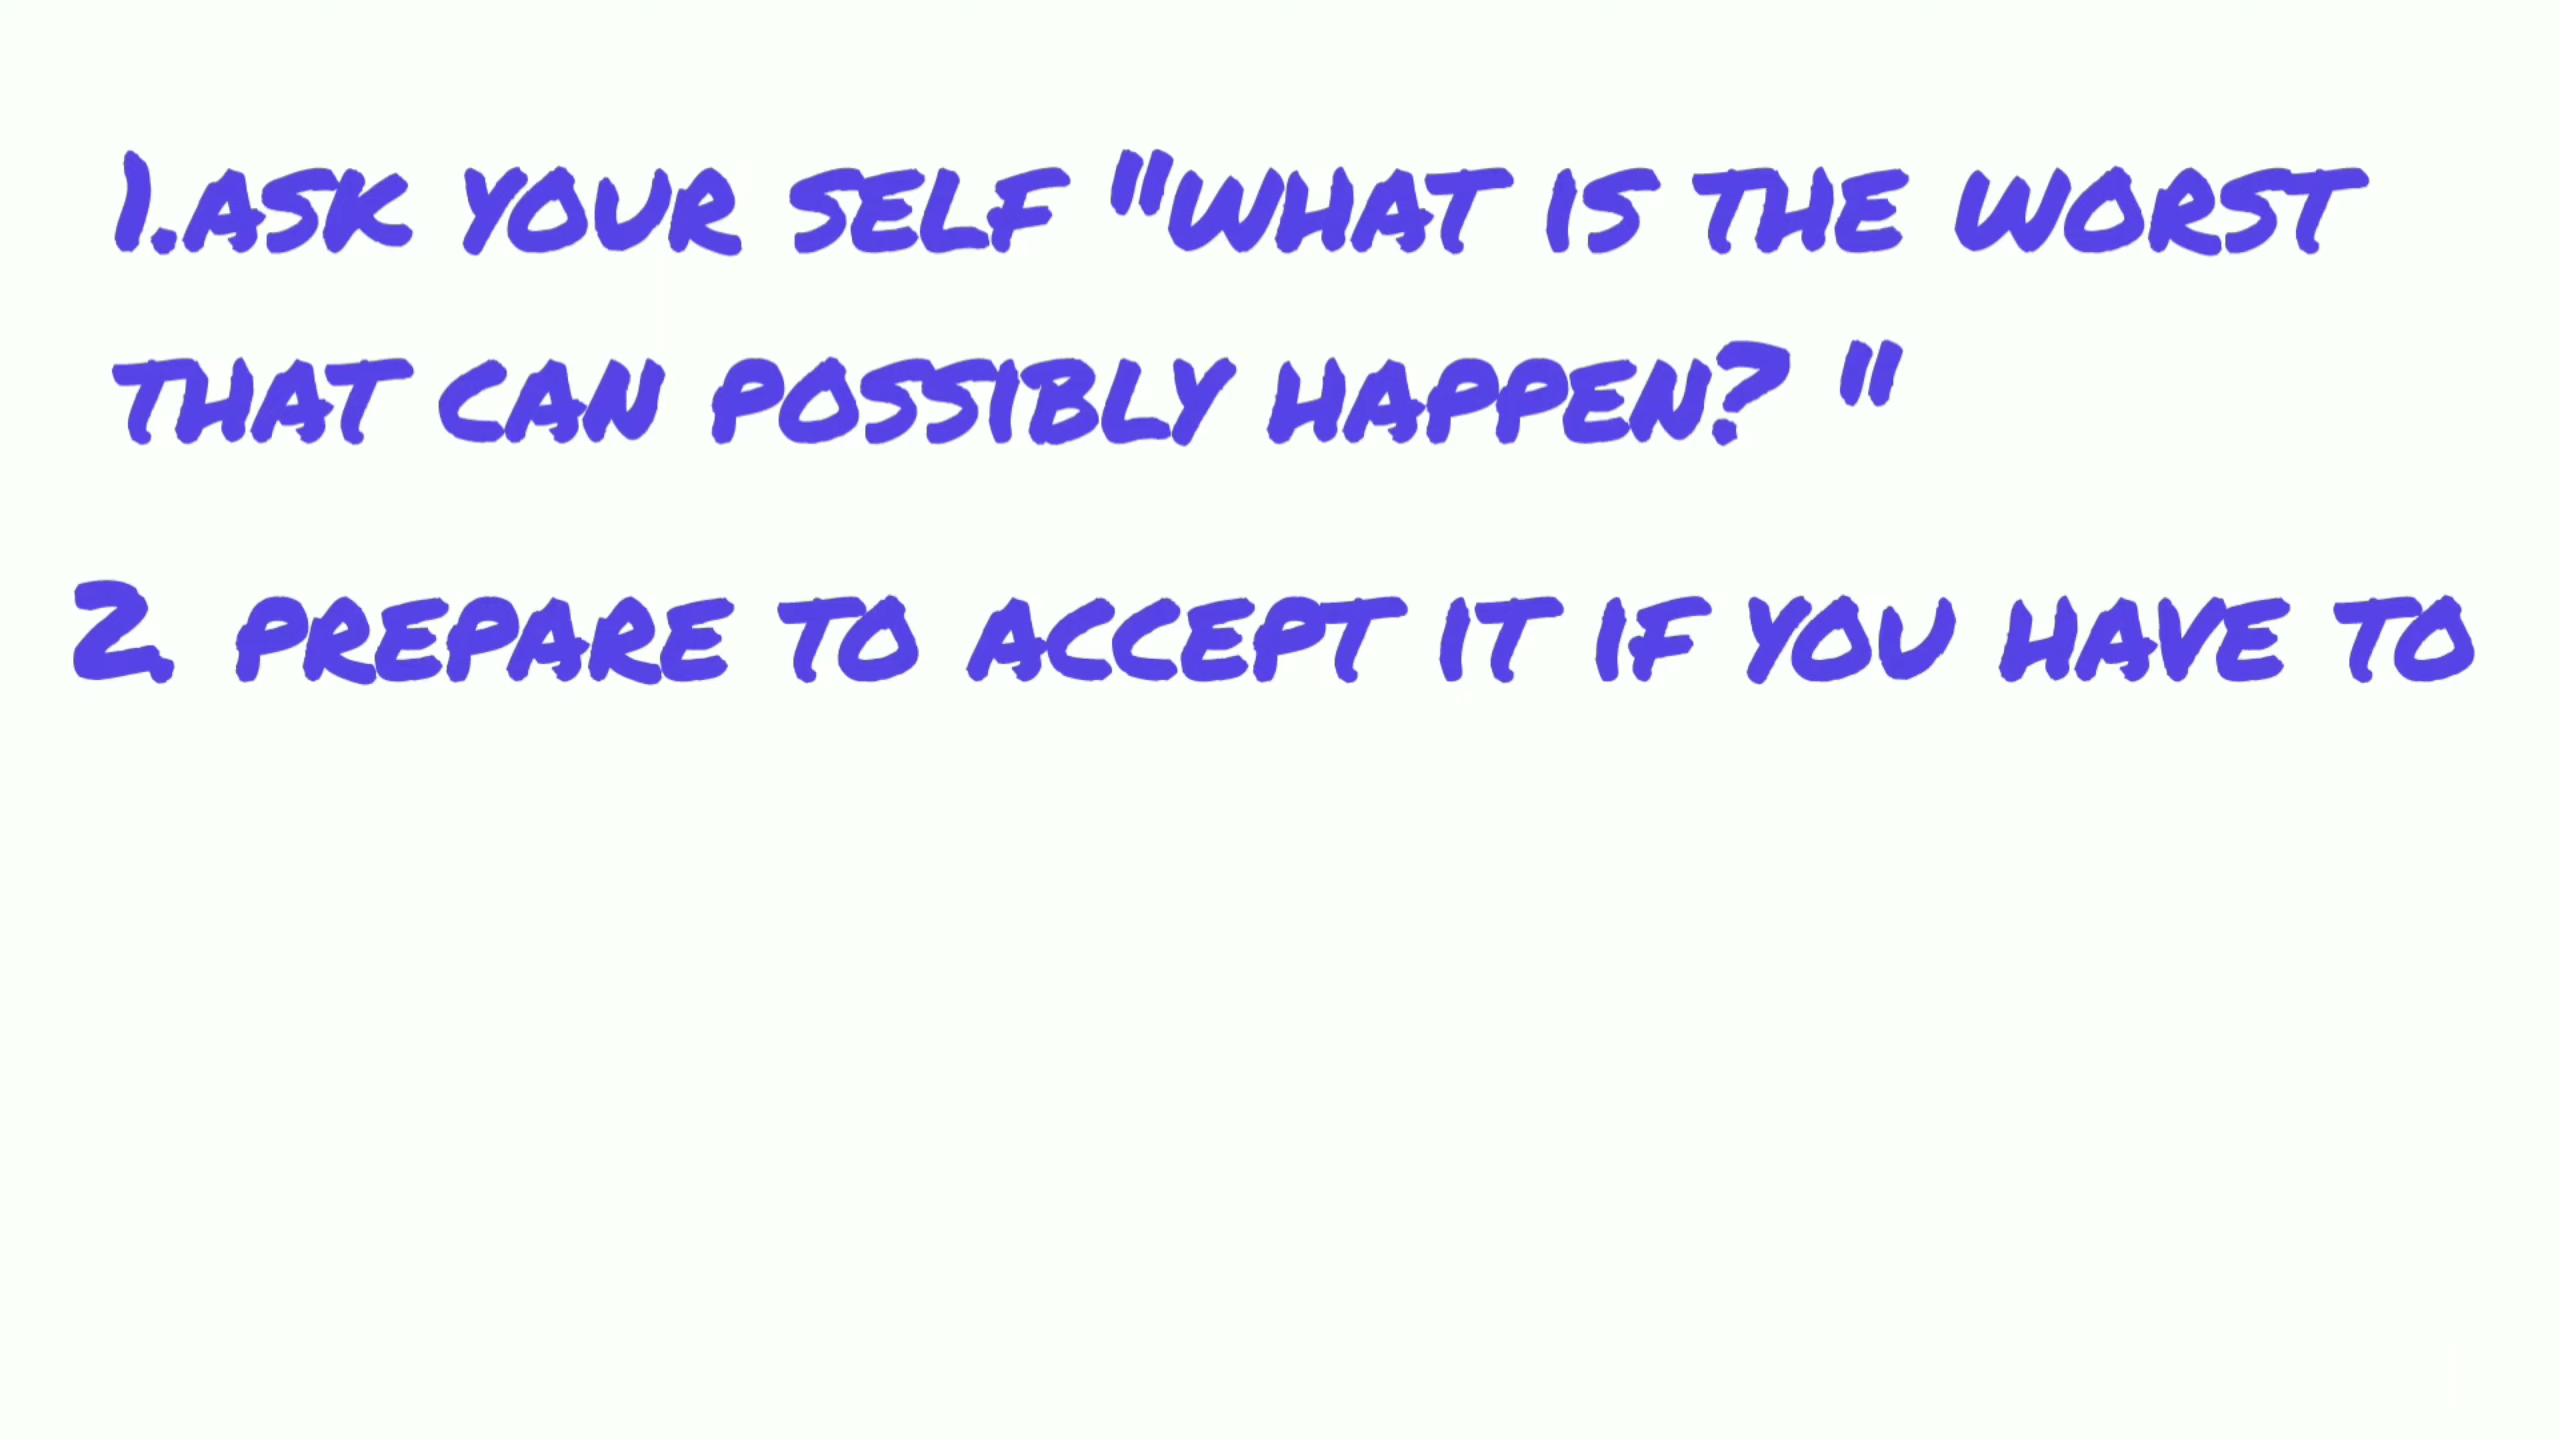 1.ASK YOUR SELF "WHAT IS THE WORST
THAT CAN POSSIBLY HAPPEN? "
2. PREPARE TO ACCEPT IT IF YOU HAVE TO